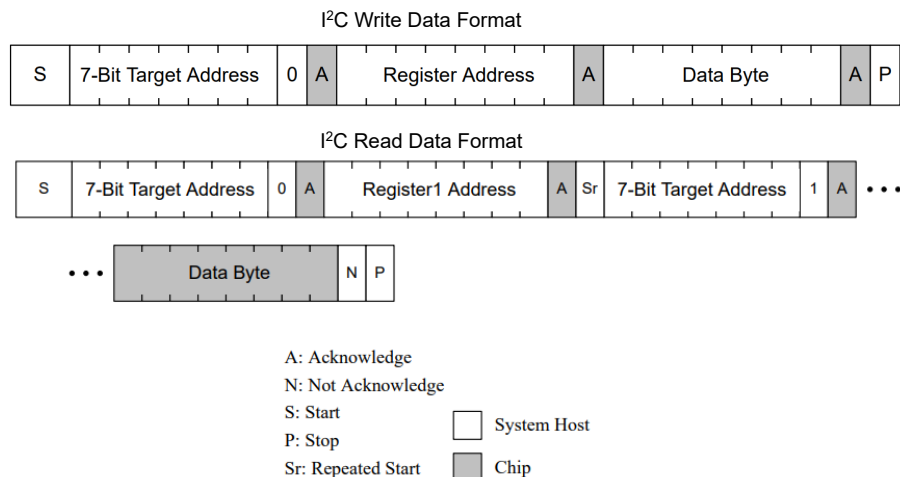 I²C Write Data Format
S 7-Bit Target Address 0 A Register Address A Data Byte A P
I²C Read Data Format
S 7-Bit Target Address 0 A Register1 Address A Sr 7-Bit Target Address 1 A •••
••• Data Byte N P
A: Acknowledge
N: Not Acknowledge
S: Start
P: Stop
Sr: Repeated Start
System Host
Chip